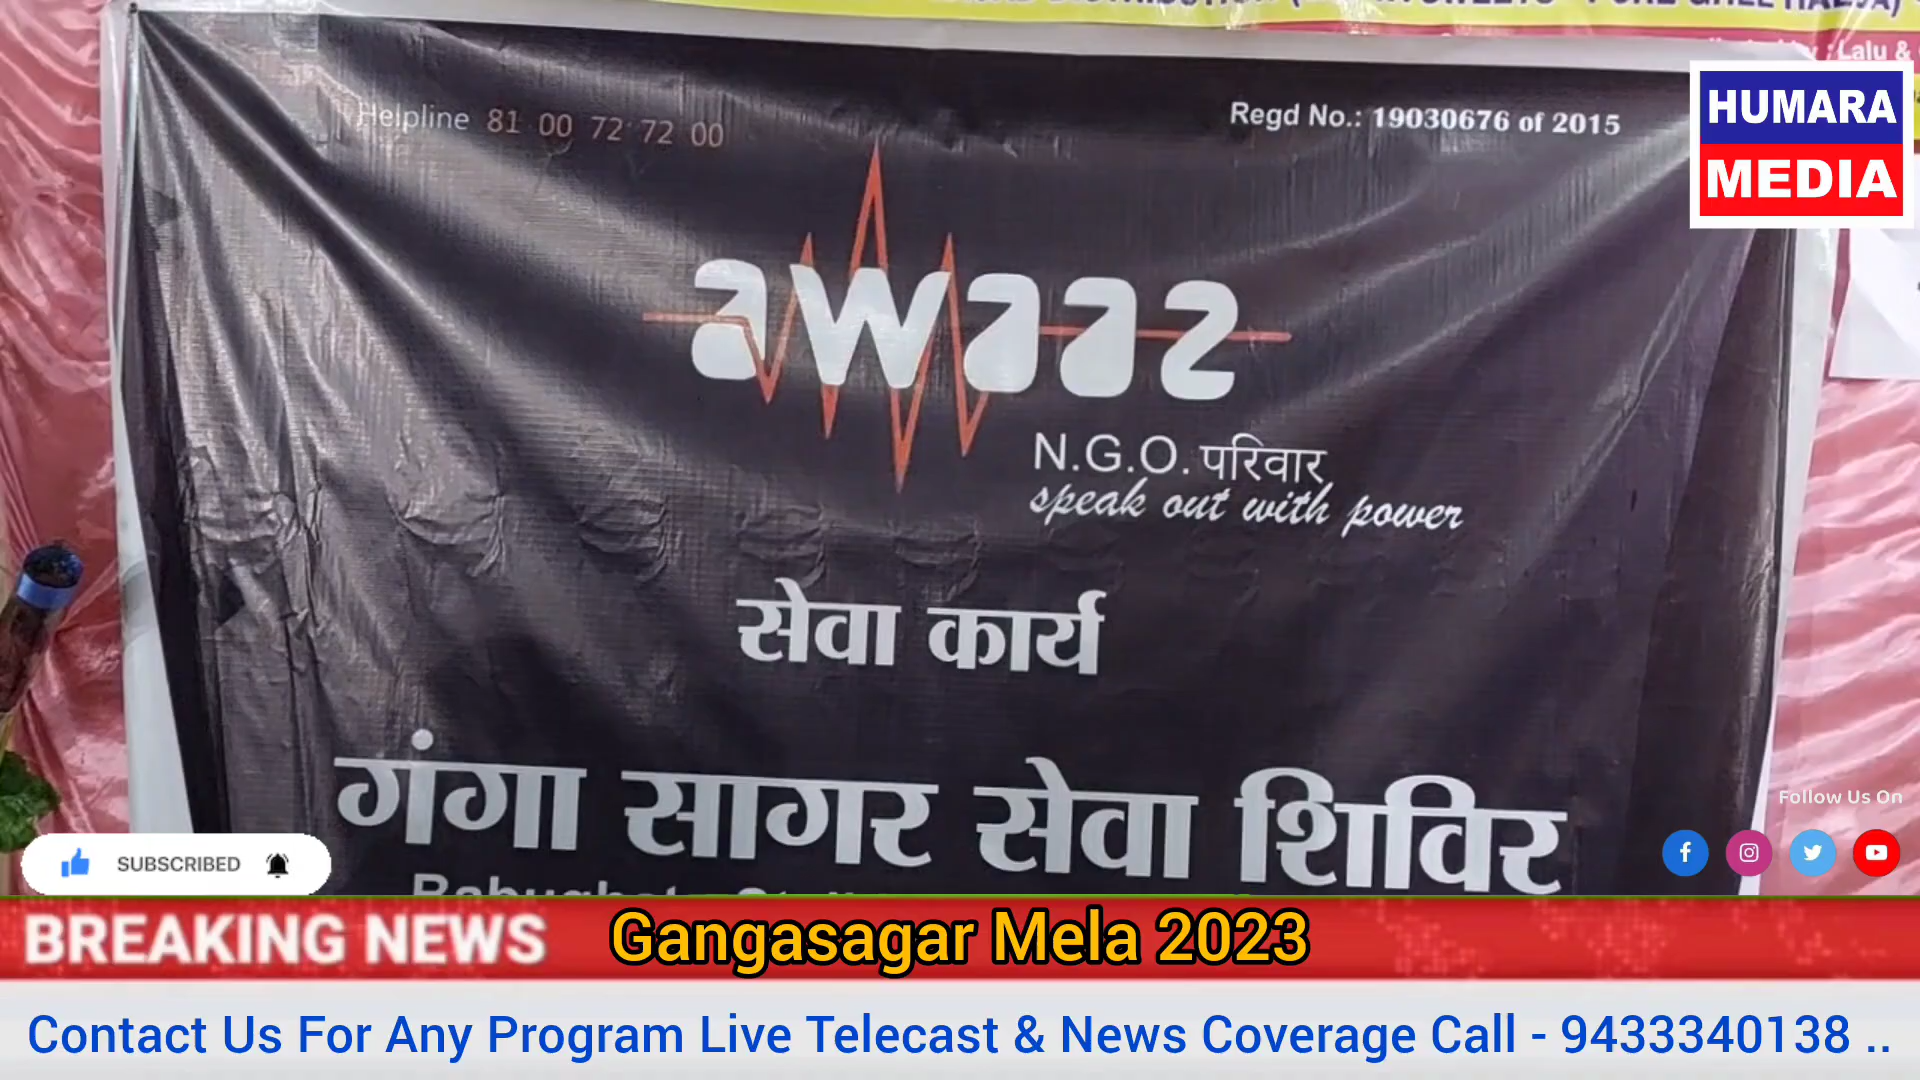 : Lalu &
Helpline 81 00 72 72 00
Regd No.: 19030676 of 2015
HUMARA
MEDIA
awaaz
N.G.O. परिवार
speak out with power
सेवा कार्य
गंगा सागर सेवा शिविर
Follow Us On
SUBSCRIBED
BREAKING NEWS
Gangasagar Mela 2023
Contact Us For Any Program Live Telecast & News Coverage Call - 9433340138 ..